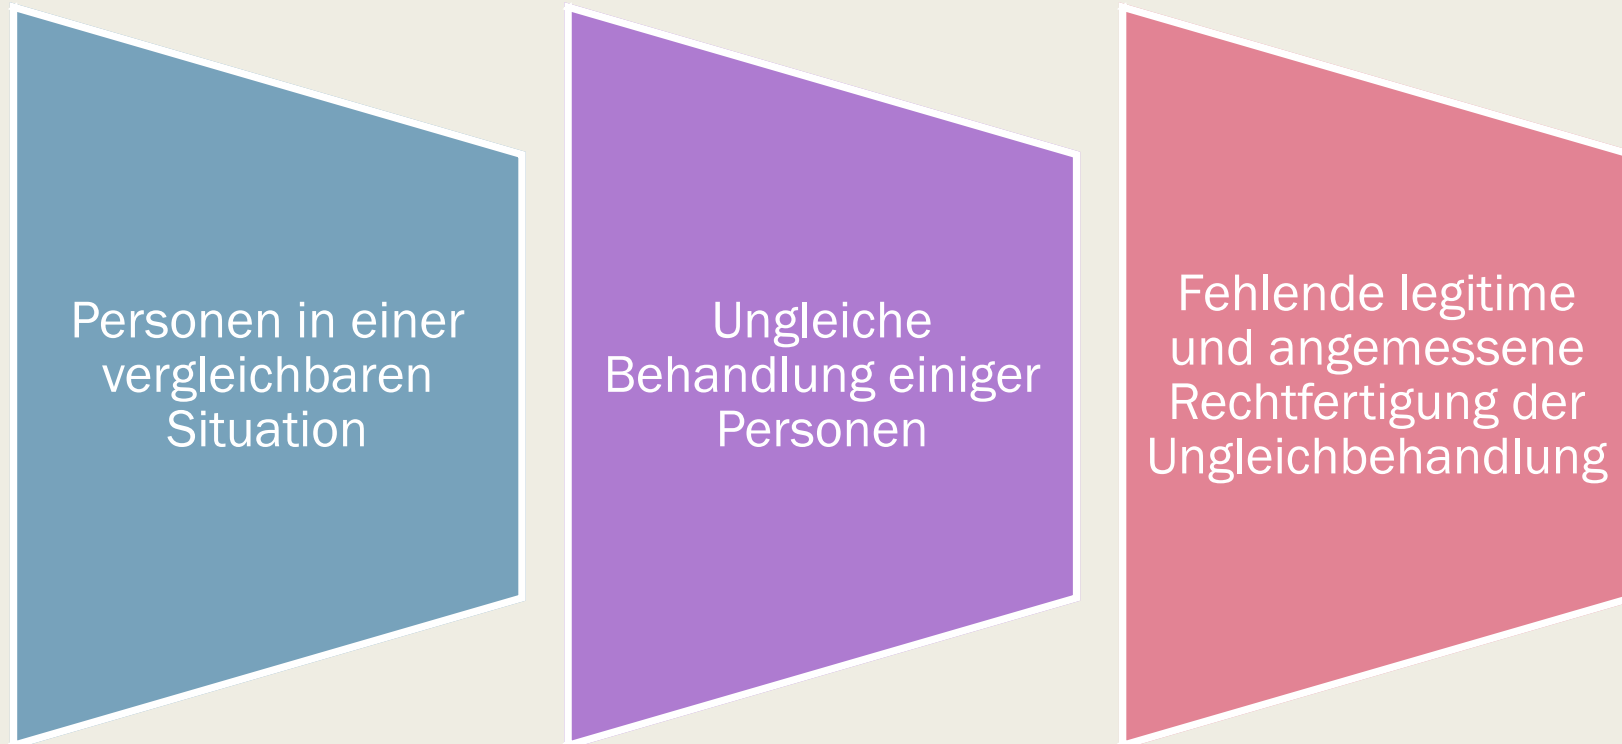 Personen in einer
vergleichbaren
Situation
Ungleiche
Behandlung einiger
Personen
Fehlende legitime
und angemessene
Rechtfertigung der
Ungleichbehandlung